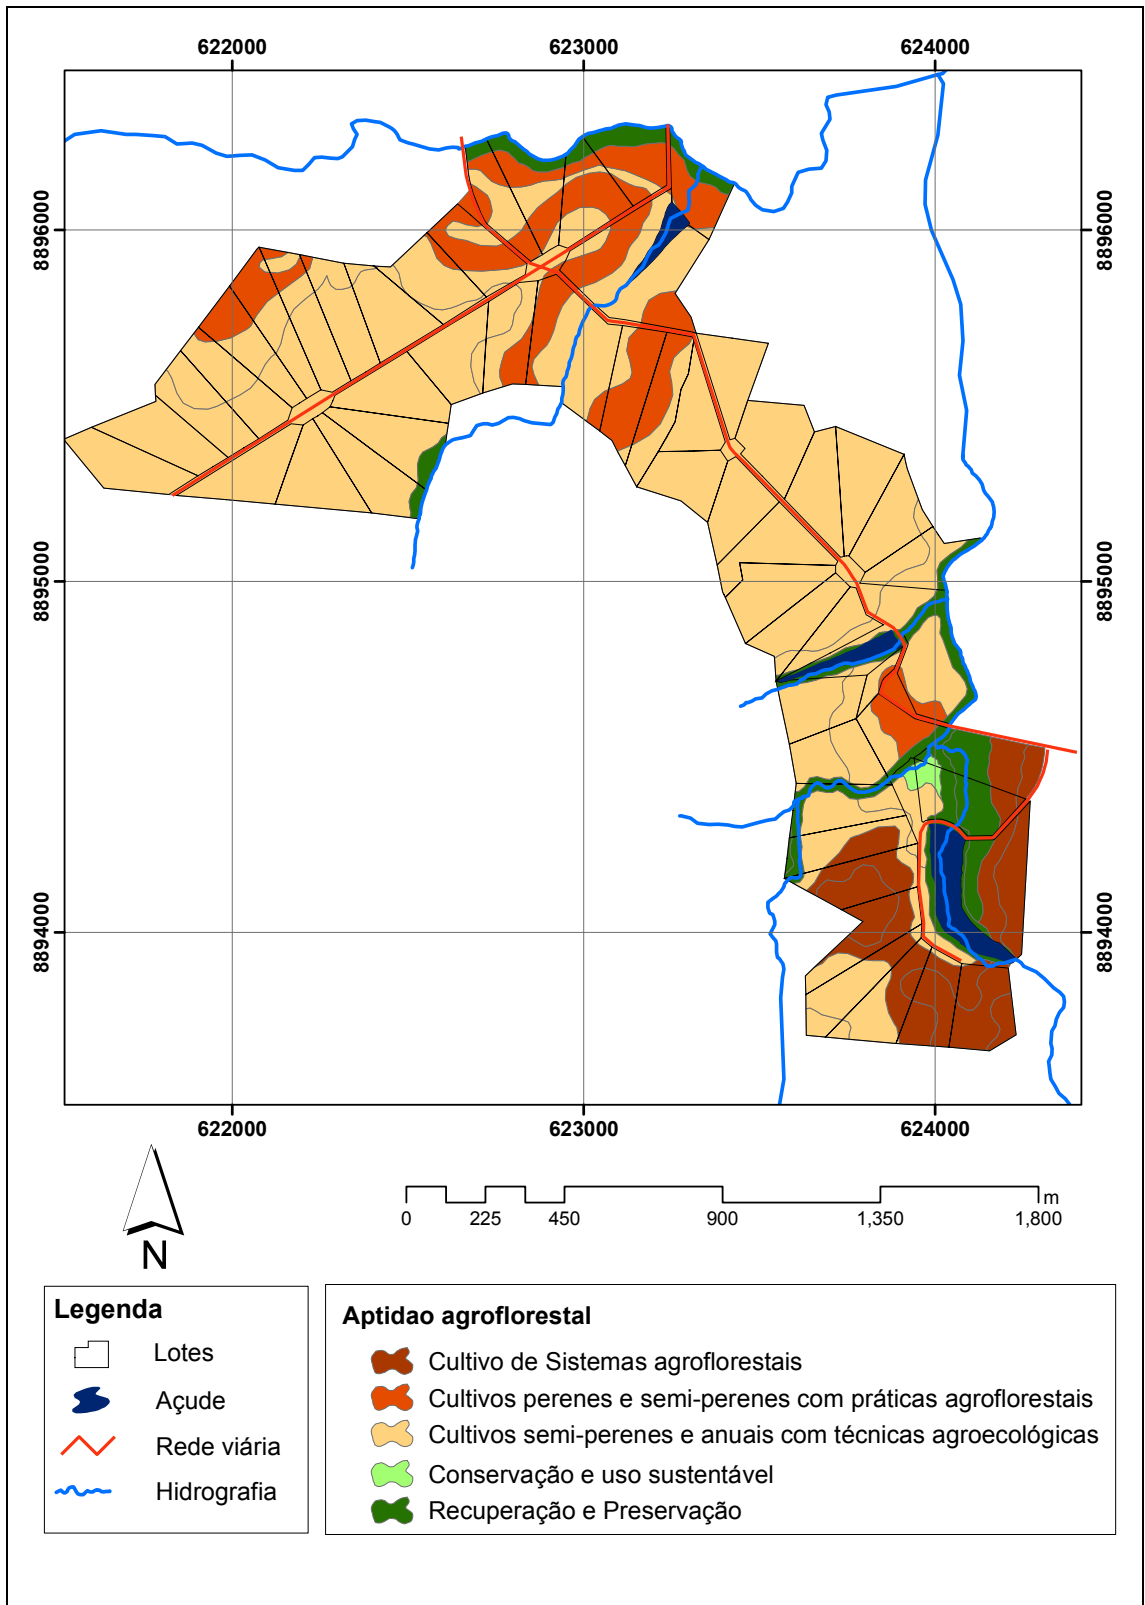 622000 623000 624000
8896000 8896000
8895000 8895000
8894000 8894000
622000 623000 624000
N
m
0 225 450 900 1,350 1,800
Legenda
Lotes
Açude
Rede viária
Hidrografia
Aptidao agroflorestal
Cultivo de Sistemas agroflorestais
Cultivos perenes e semi-perenes com práticas agroflorestais
Cultivos semi-perenes e anuais com técnicas agroecológicas
Conservação e uso sustentável
Recuperação e Preservação